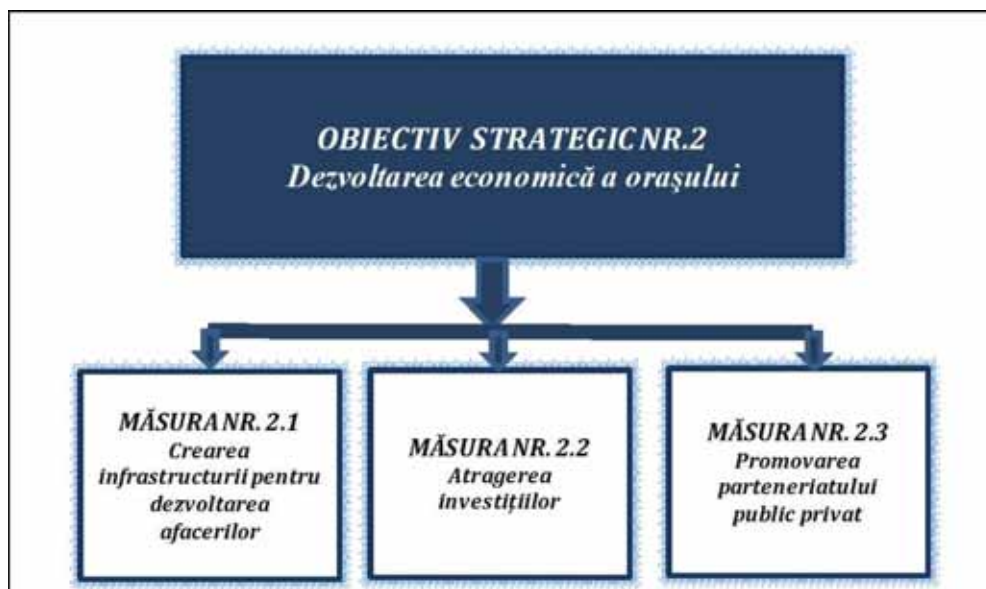 OBIECTIV STRATEGIC NR.2
Dezvoltarea economică a orașului
MĂSURA NR. 2.1
Crearea
infrastructurii pentru
dezvoltarea
afacerilor
MĂSURA NR. 2.2
Atragerea
investițiilor
MĂSURA NR. 2.3
Promovarea
parteneriatului
public privat